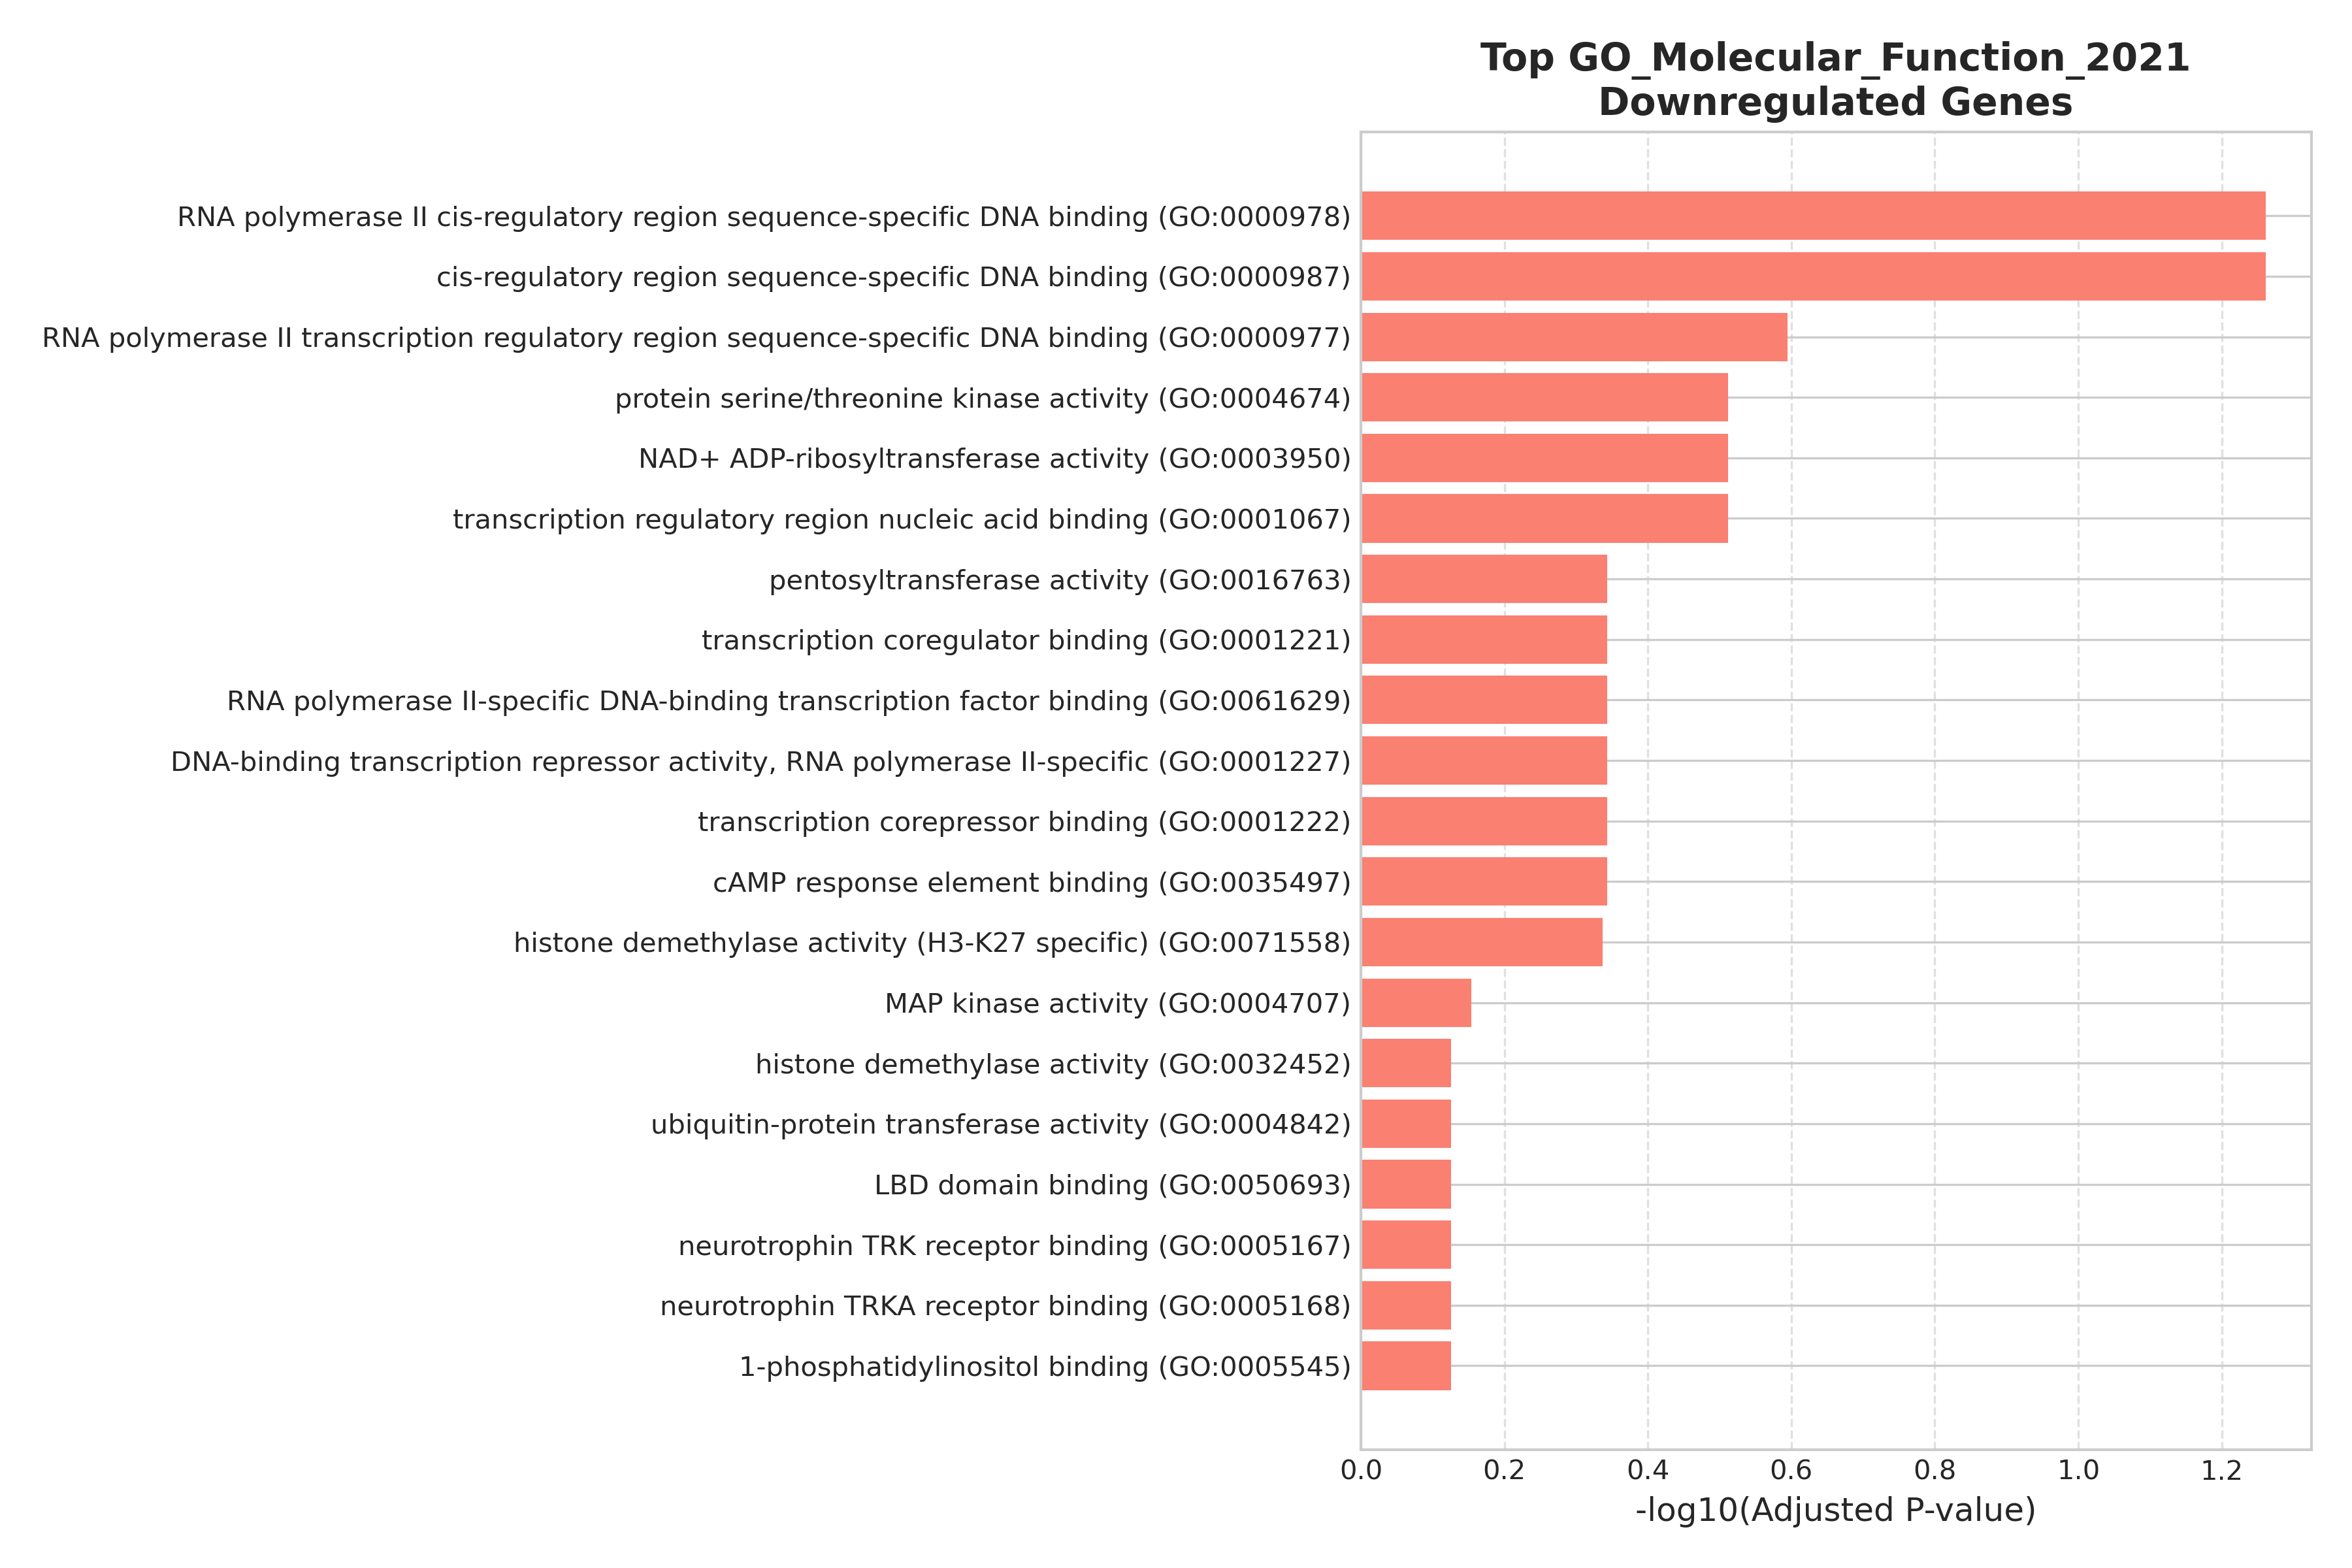 Top GO_Molecular_Function_2021
Downregulated Genes
RNA polymerase II cis-regulatory region sequence-specific DNA binding (GO:0000978)
cis-regulatory region sequence-specific DNA binding (GO:0000987)
RNA polymerase II transcription regulatory region sequence-specific DNA binding (GO:0000977)
protein serine/threonine kinase activity (GO:0004674)
NAD+ ADP-ribosyltransferase activity (GO:0003950)
transcription regulatory region nucleic acid binding (GO:0001067)
pentosyltransferase activity (GO:0016763)
transcription coregulator binding (GO:0001221)
RNA polymerase II-specific DNA-binding transcription factor binding (GO:0061629)
DNA-binding transcription repressor activity, RNA polymerase II-specific (GO:0001227)
transcription corepressor binding (GO:0001222)
cAMP response element binding (GO:0035497)
histone demethylase activity (H3-K27 specific) (GO:0071558)
MAP kinase activity (GO:0004707)
histone demethylase activity (GO:0032452)
ubiquitin-protein transferase activity (GO:0004842)
LBD domain binding (GO:0050693)
neurotrophin TRK receptor binding (GO:0005167)
neurotrophin TRKA receptor binding (GO:0005168)
1-phosphatidylinositol binding (GO:0005545)
0.0 0.2 0.4 0.6 0.8 1.0 1.2
-log10(Adjusted P-value)